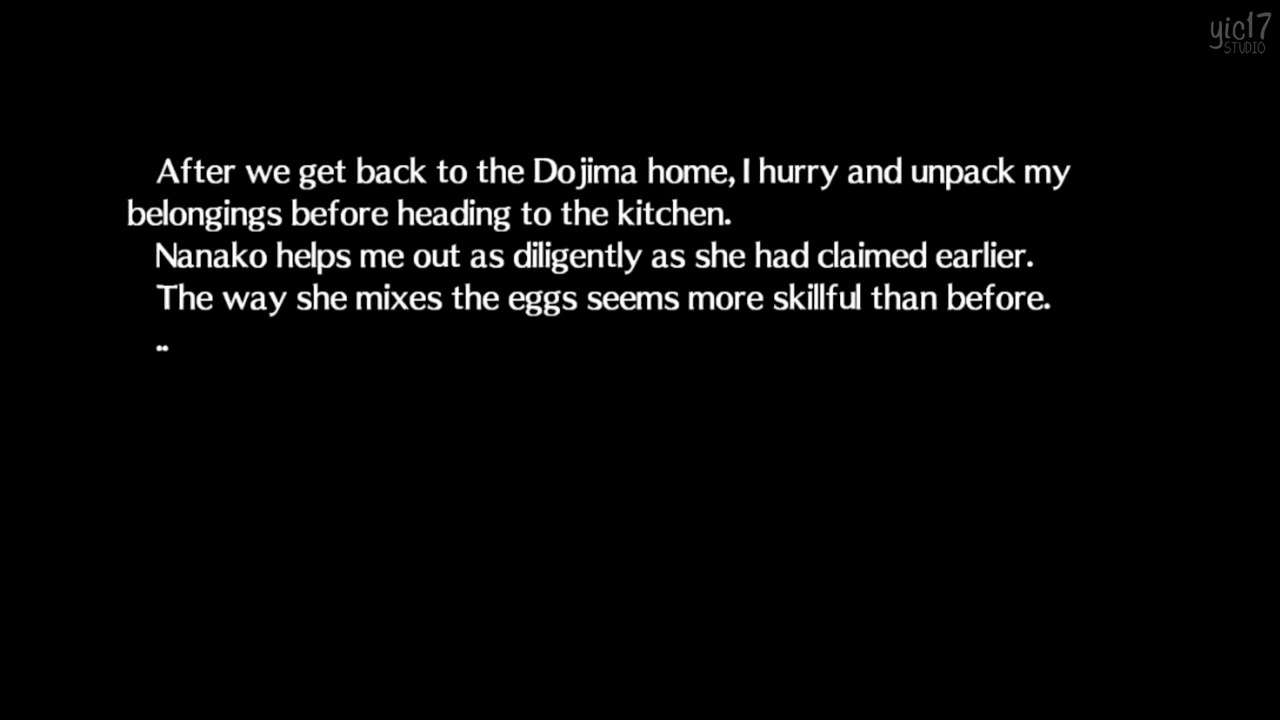 yic17
STUDIO
After we get back to the Dojima home, I hurry and unpack my
belongings before heading to the kitchen.
Nanako helps me out as diligently as she had claimed earlier.
The way she mixes the eggs seems more skillful than before.
..